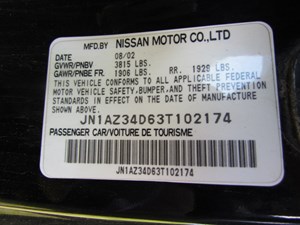 MFD.BY NISSAN MOTOR CO.,LTD
08/02
GVWR/PNBV 3815 LBS.
GAWR/PNBE FR. 1906 LBS. RR. 1929 LBS.
THIS VEHICLE CONFORMS TO ALL APPLICABLE FEDERAL
MOTOR VEHICLE SAFETY,BUMPER, AND THEFT PREVENTION
STANDARDS IN EFFECT ON THE DATE OF MANUFACTURE
SHOWN ABOVE.
JN1AZ34D63T102174
PASSENGER CAR/VOITURE DE TOURISME
JN1AZ34D63T102174